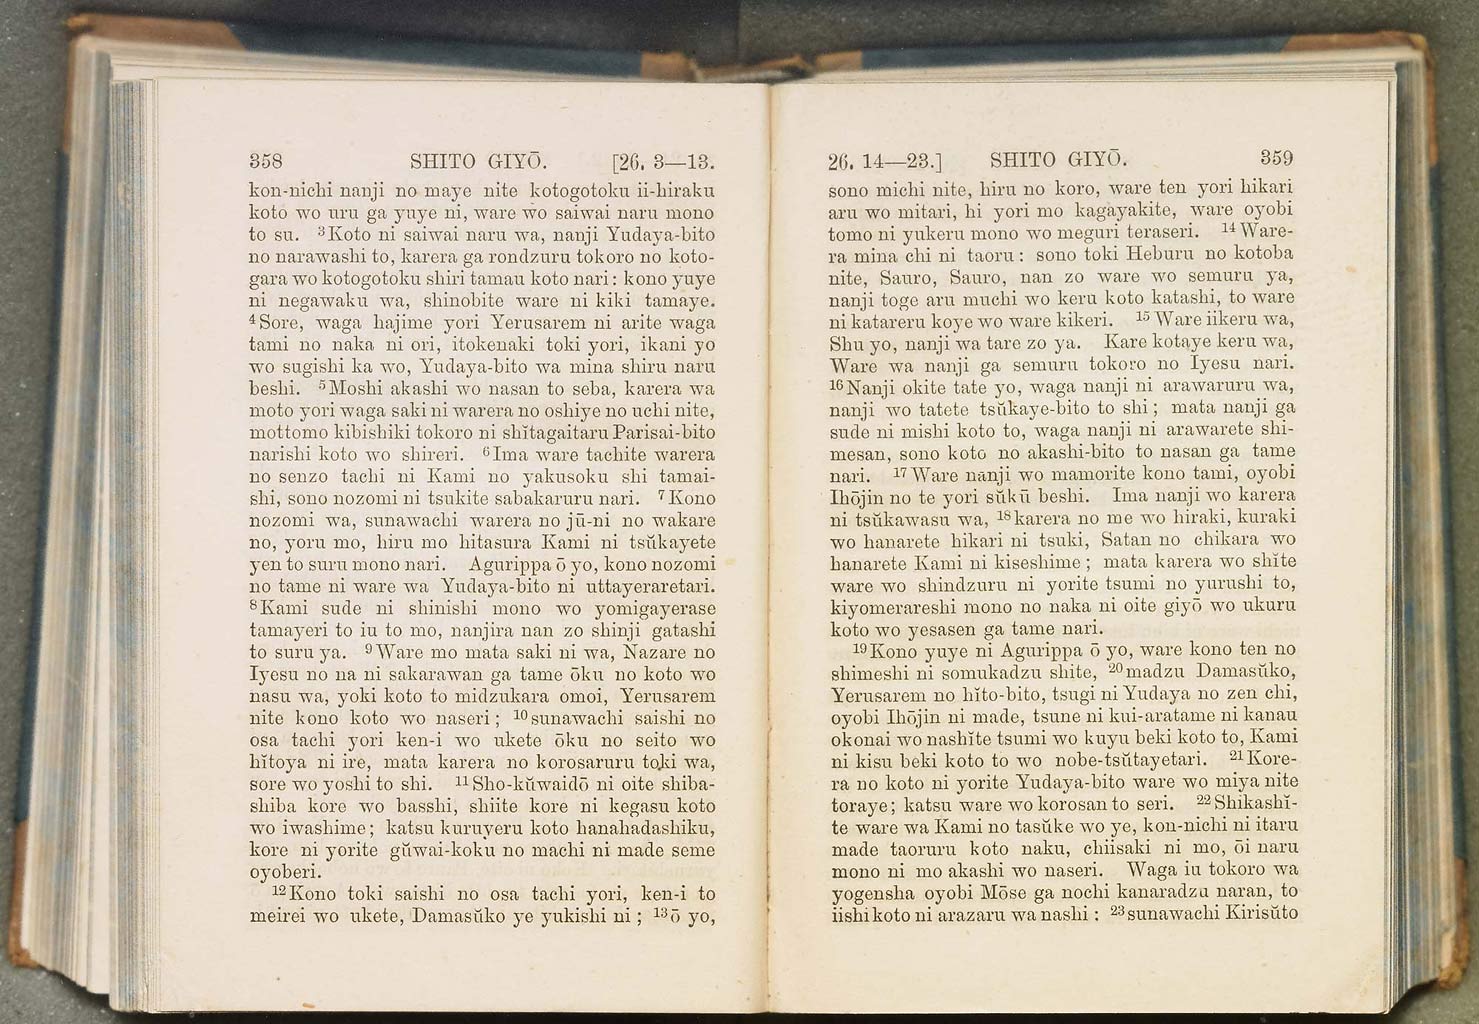 358 SHITO GIYŌ. [26. 3—13.
kon-nichi nanji no maye nite kotogotoku ii-hiraku
koto wo uru ga yuye ni, ware wo saiwai naru mono
to su. ³Koto ni saiwai naru wa, nanji Yudaya-bito
no narawashi to, karera ga rondzuru tokoro no koto-
gara wo kotogotoku shiri tamau koto nari: kono yuye
ni negawaku wa, shinobite ware ni kiki tamaye.
⁴Sore, waga hajime yori Yerusarem ni arite waga
tami no naka ni ori, itokenaki toki yori, ikani yo
wo sugishi ka wo, Yudaya-bito wa mina shiru naru
beshi. ⁵Moshi akashi wo nasan to seba, karera wa
moto yori waga saki ni warera no oshiye no uchi nite,
mottomo kibishiki tokoro ni shĭtagaitaru Parisai-bito
narishi koto wo shireri. ⁶Ima ware tachite warera
no senzo tachi ni Kami no yakusoku shi tamai-
shi, sono nozomi ni tsukite sabakaruru nari. ⁷Kono
nozomi wa, sunawachi warera no jū-ni no wakare
no, yoru mo, hiru mo hitasura Kami ni tsŭkayete
yen to suru mono nari. Agurippa ō yo, kono nozomi
no tame ni ware wa Yudaya-bito ni uttayeraretari.
⁸Kami sude ni shinishi mono wo yomigayerase
tamayeri to iu to mo, nanjira nan zo shinji gatashi
to suru ya. ⁹Ware mo mata saki ni wa, Nazare no
Iyesu no na ni sakarawan ga tame ōku no koto wo
nasu wa, yoki koto to midzukara omoi, Yerusarem
nite kono koto wo naseri; ¹⁰sunawachi saishi no
osa tachi yori ken-i wo ukete ōku no seito wo
hĭtoya ni ire, mata karera no korosaruru toki wa,
sore wo yoshi to shi. ¹¹Sho-kŭwaidō ni oite shiba-
shiba kore wo basshi, shiite kore ni kegasu koto
wo iwashime; katsu kuruyeru koto hanahadashiku,
kore ni yorite gŭwai-koku no machi ni made seme
oyoberi.
¹²Kono toki saishi no osa tachi yori, ken-i to
meirei wo ukete, Damasŭko ye yukishi ni; ¹³ō yo,
26. 14—23.] SHITO GIYŌ. 359
sono michi nite, hiru no koro, ware ten yori hikari
aru wo mitari, hi yori mo kagayakite, ware oyobi
tomo ni yukeru mono wo meguri teraseri. ¹⁴Ware-
ra mina chi ni taoru: sono toki Heburu no kotoba
nite, Sauro, Sauro, nan zo ware wo semuru ya,
nanji toge aru muchi wo keru koto katashi, to ware
ni katareru koye wo ware kikeri. ¹⁵Ware iikeru wa,
Shu yo, nanji wa tare zo ya. Kare kotaye keru wa,
Ware wa nanji ga semuru tokoro no Iyesu nari.
¹⁶Nanji okite tate yo, waga nanji ni arawaruru wa,
nanji wo tatete tsŭkaye-bito to shi; mata nanji ga
sude ni mishi koto to, waga nanji ni arawarete shi-
mesan, sono koto no akashi-bito to nasan ga tame
nari. ¹⁷Ware nanji wo mamorite kono tami, oyobi
Ihōjin no te yori sŭkū beshi. Ima nanji wo karera
ni tsŭkawasu wa, ¹⁸karera no me wo hiraki, kuraki
wo hanarete hikari ni tsuki, Satan no chikara wo
hanarete Kami ni kiseshime; mata karera wo shĭte
ware wo shindzuru ni yorite tsumi no yurushi to,
kiyomerareshi mono no naka ni oite giyō wo ukuru
koto wo yesasen ga tame nari.
¹⁹Kono yuye ni Agurippa ō yo, ware kono ten no
shimeshi ni somukadzu shite, ²⁰madzu Damasŭko,
Yerusarem no hĭto-bito, tsugi ni Yudaya no zen chi,
oyobi Ihōjin ni made, tsune ni kui-aratame ni kanau
okonai wo nashĭte tsumi wo kuyu beki koto to, Kami
ni kisu beki koto to wo nobe-tsŭtayetari. ²¹Kore-
ra no koto ni yorite Yudaya-bito ware wo miya nite
toraye; katsu ware wo korosan to seri. ²²Shikashĭ-
te ware wa Kami no tasŭke wo ye, kon-nichi ni itaru
made taoruru koto naku, chiisaki ni mo, ōi naru
mono ni mo akashi wo naseri. Waga iu tokoro wa
yogensha oyobi Mōse ga nochi kanaradzu naran, to
iishi koto ni arazaru wa nashi: ²³sunawachi Kirisŭto